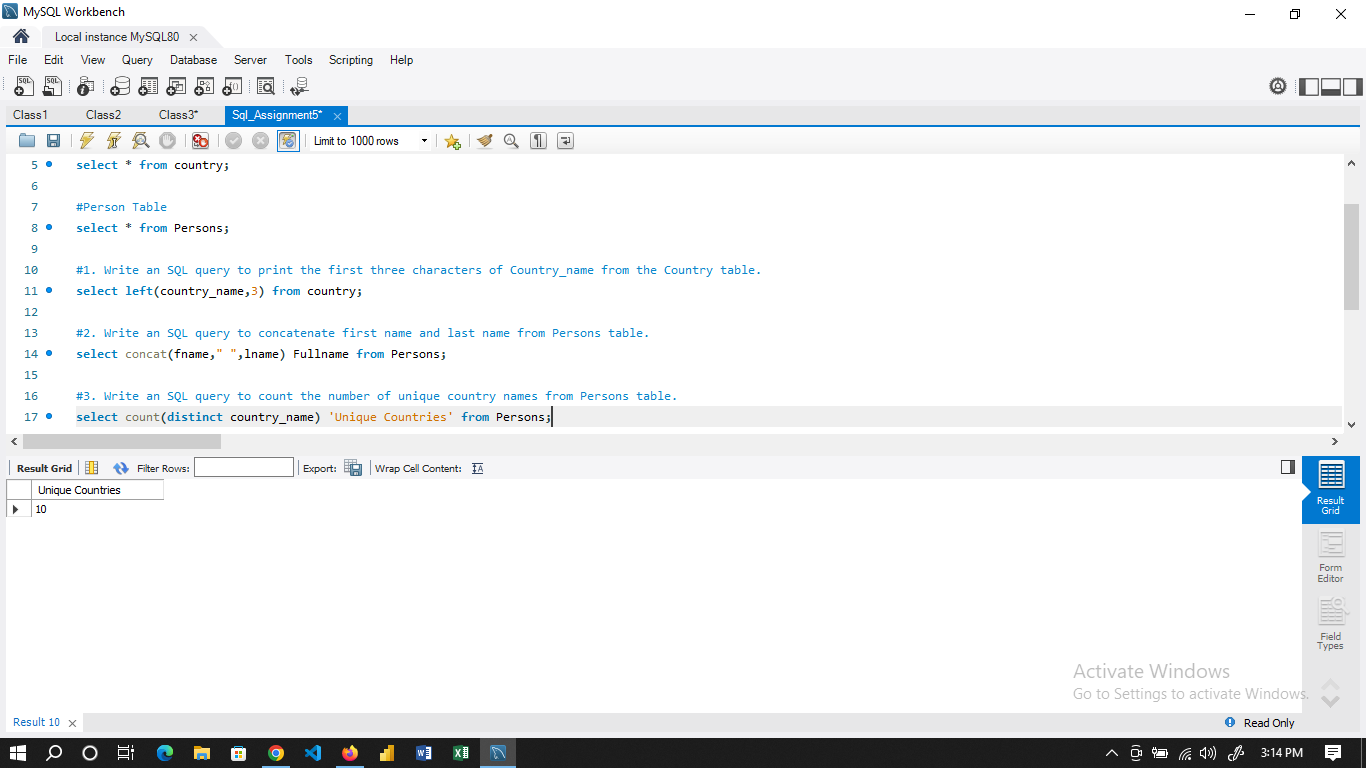 MySQL Workbench
Local instance MySQL80
File Edit View Query Database Server Tools Scripting Help
Class1 Class2 Class3* Sql_Assignment5*
Limit to 1000 rows
5 select * from country;
6
7 #Person Table
8 select * from Persons;
9
10 #1. Write an SQL query to print the first three characters of Country_name from the Country table.
11 select left(country_name,3) from country;
12
13 #2. Write an SQL query to concatenate first name and last name from Persons table.
14 select concat(fname," ",lname) Fullname from Persons;
15
16 #3. Write an SQL query to count the number of unique country names from Persons table.
17 select count(distinct country_name) 'Unique Countries' from Persons;
Result Grid Filter Rows: Export: Wrap Cell Content:
Unique Countries
10
Result Grid
Form Editor
Field Types
Activate Windows
Go to Settings to activate Windows.
Result 10 Read Only
3:14 PM